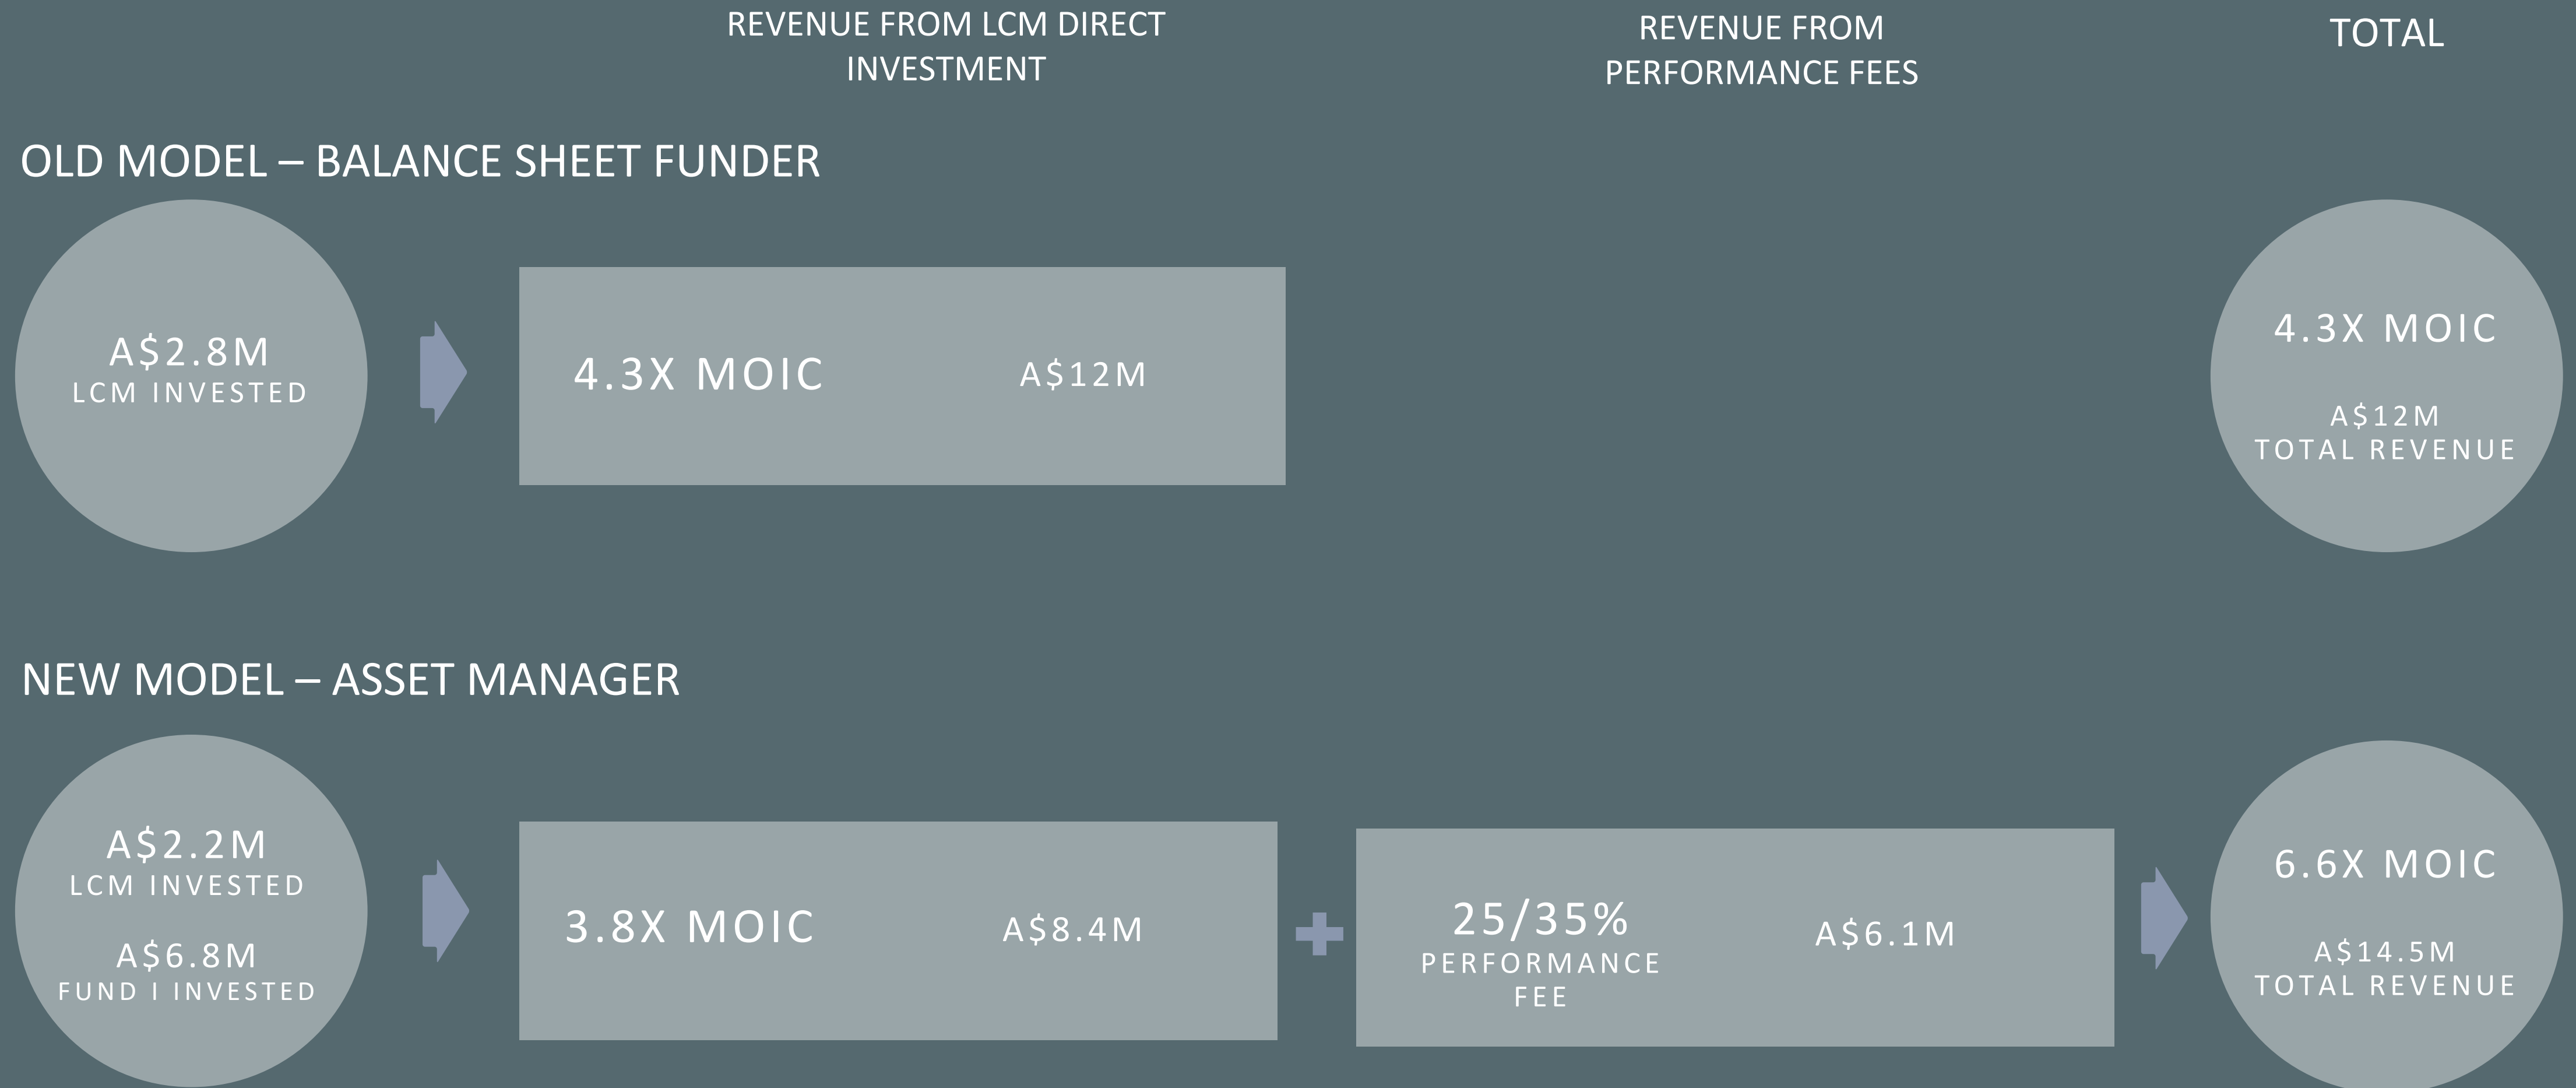 REVENUE FROM LCM DIRECT
INVESTMENT
REVENUE FROM
PERFORMANCE FEES
TOTAL
OLD MODEL – BALANCE SHEET FUNDER
A$2.8M
LCM INVESTED
4.3X MOIC
A$12M
4.3X MOIC
A$12M
TOTAL REVENUE
NEW MODEL – ASSET MANAGER
A$2.2M
LCM INVESTED
A$6.8M
FUND I INVESTED
3.8X MOIC
A$8.4M
25/35%
PERFORMANCE
FEE
A$6.1M
6.6X MOIC
A$14.5M
TOTAL REVENUE